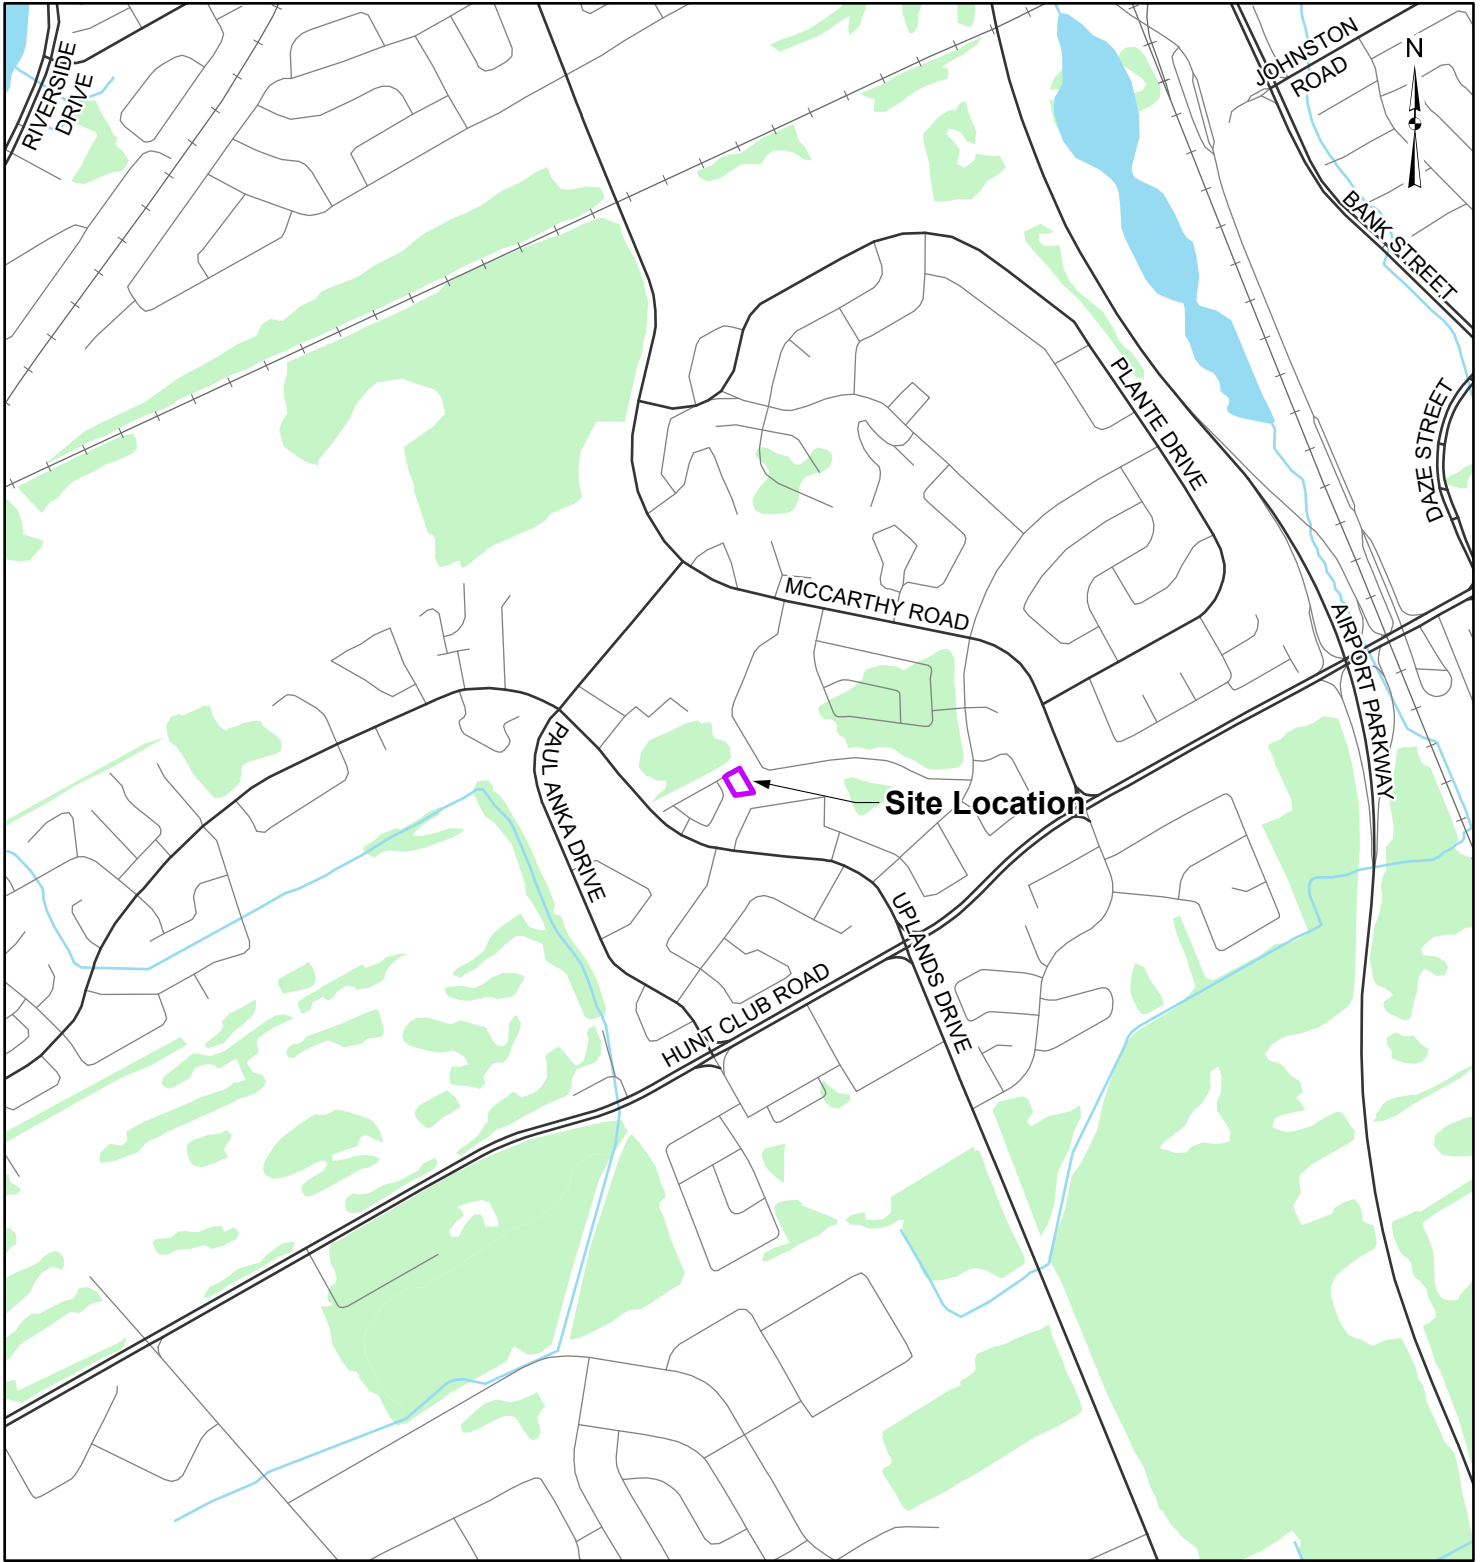 RIVERSIDE
DRIVE
JOHNSTON
ROAD
N
BANK STREET
PLANTE DRIVE
DAZE STREET
MCCARTHY ROAD
AIRPORT PARKWAY
PAUL ANKA DRIVE
Site Location
UPLANDS DRIVE
HUNT CLUB ROAD